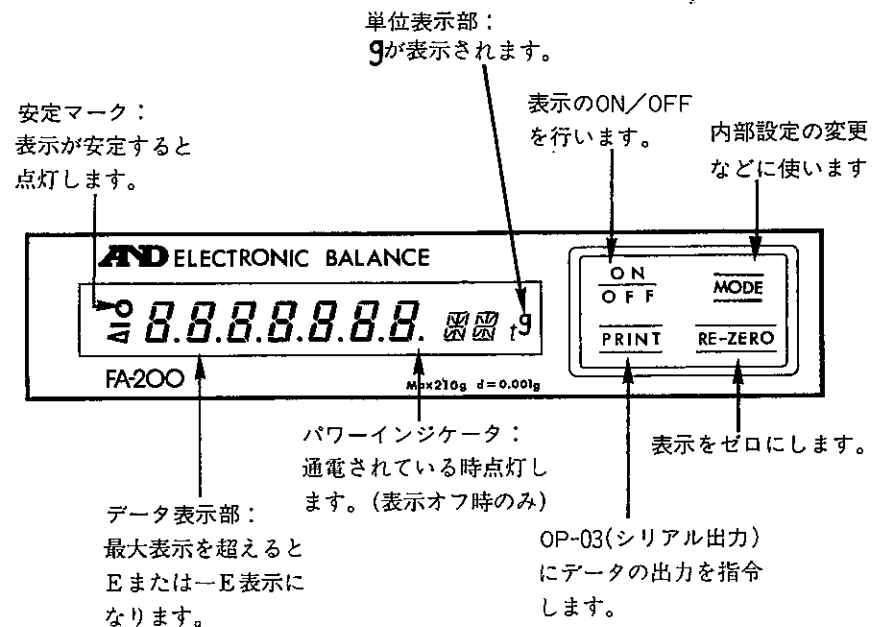 単位表示部：
gが表示されます。
表示のON／OFF
を行います。
内部設定の変更
などに使います
安定マーク：
表示が安定すると
点灯します。
AND ELECTRONIC BALANCE
ON
OFF
MODE
8.8.8.8.8.8.8. t g
PRINT
RE-ZERO
FA-200
Max210g d=0.001g
パワーインジケータ：
通電されている時点灯し
ます。(表示オフ時のみ)
表示をゼロにします。
データ表示部：
最大表示を超えると
Eまたは－E表示に
なります。
OP-03(シリアル出力)
にデータの出力を指令
します。